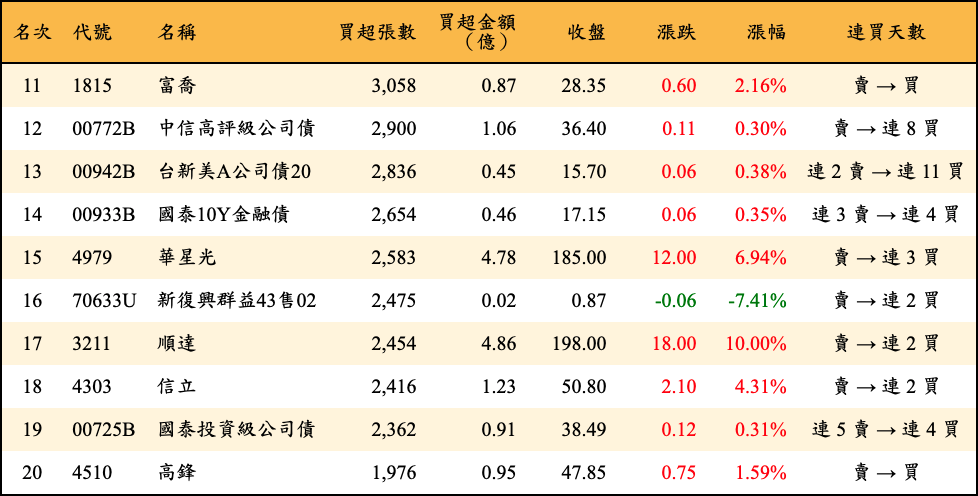 名次 代號 名稱 買超張數 買超金額（億） 收盤 漲跌 漲幅 連買天數
11 1815 富喬 3,058 0.87 28.35 0.60 2.16% 賣 → 買
12 00772B 中信高評級公司債 2,900 1.06 36.40 0.11 0.30% 賣 → 連 8 買
13 00942B 台新美A公司債20 2,836 0.45 15.70 0.06 0.38% 連 2 賣 → 連 11 買
14 00933B 國泰10Y金融債 2,654 0.46 17.15 0.06 0.35% 連 3 賣 → 連 4 買
15 4979 華星光 2,583 4.78 185.00 12.00 6.94% 賣 → 連 3 買
16 70633U 新復興群益43售02 2,475 0.02 0.87 -0.06 -7.41% 賣 → 連 2 買
17 3211 順達 2,454 4.86 198.00 18.00 10.00% 賣 → 連 2 買
18 4303 信立 2,416 1.23 50.80 2.10 4.31% 賣 → 連 2 買
19 00725B 國泰投資級公司債 2,362 0.91 38.49 0.12 0.31% 連 5 賣 → 連 4 買
20 4510 高鋒 1,976 0.95 47.85 0.75 1.59% 賣 → 買